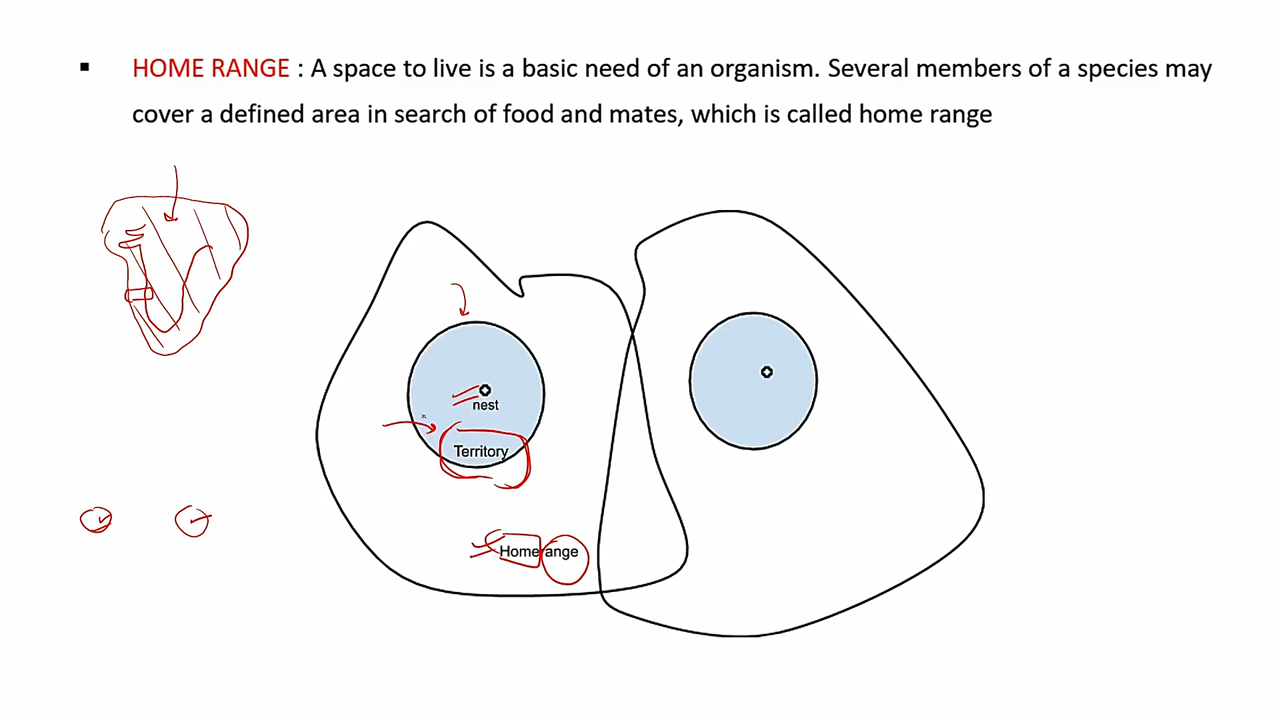 HOME RANGE : A space to live is a basic need of an organism. Several members of a species may
cover a defined area in search of food and mates, which is called home range
nest
Territory
Home range